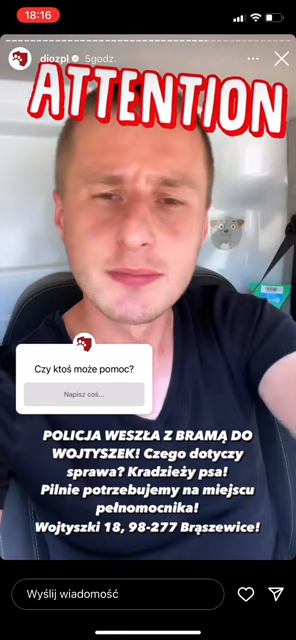 18:16
diozpl 5godz.
ATTENTION
Czy ktoś może pomoc?
Napisz coś...
POLICJA WESZŁA Z BRAMĄ DO
WOJTYSZEK! Czego dotyczy
sprawa? Kradzieży psa!
Pilnie potrzebujemy na miejscu
pełnomocnika!
Wojtyszki 18, 98-277 Brąszewice!
Wyślij wiadomość